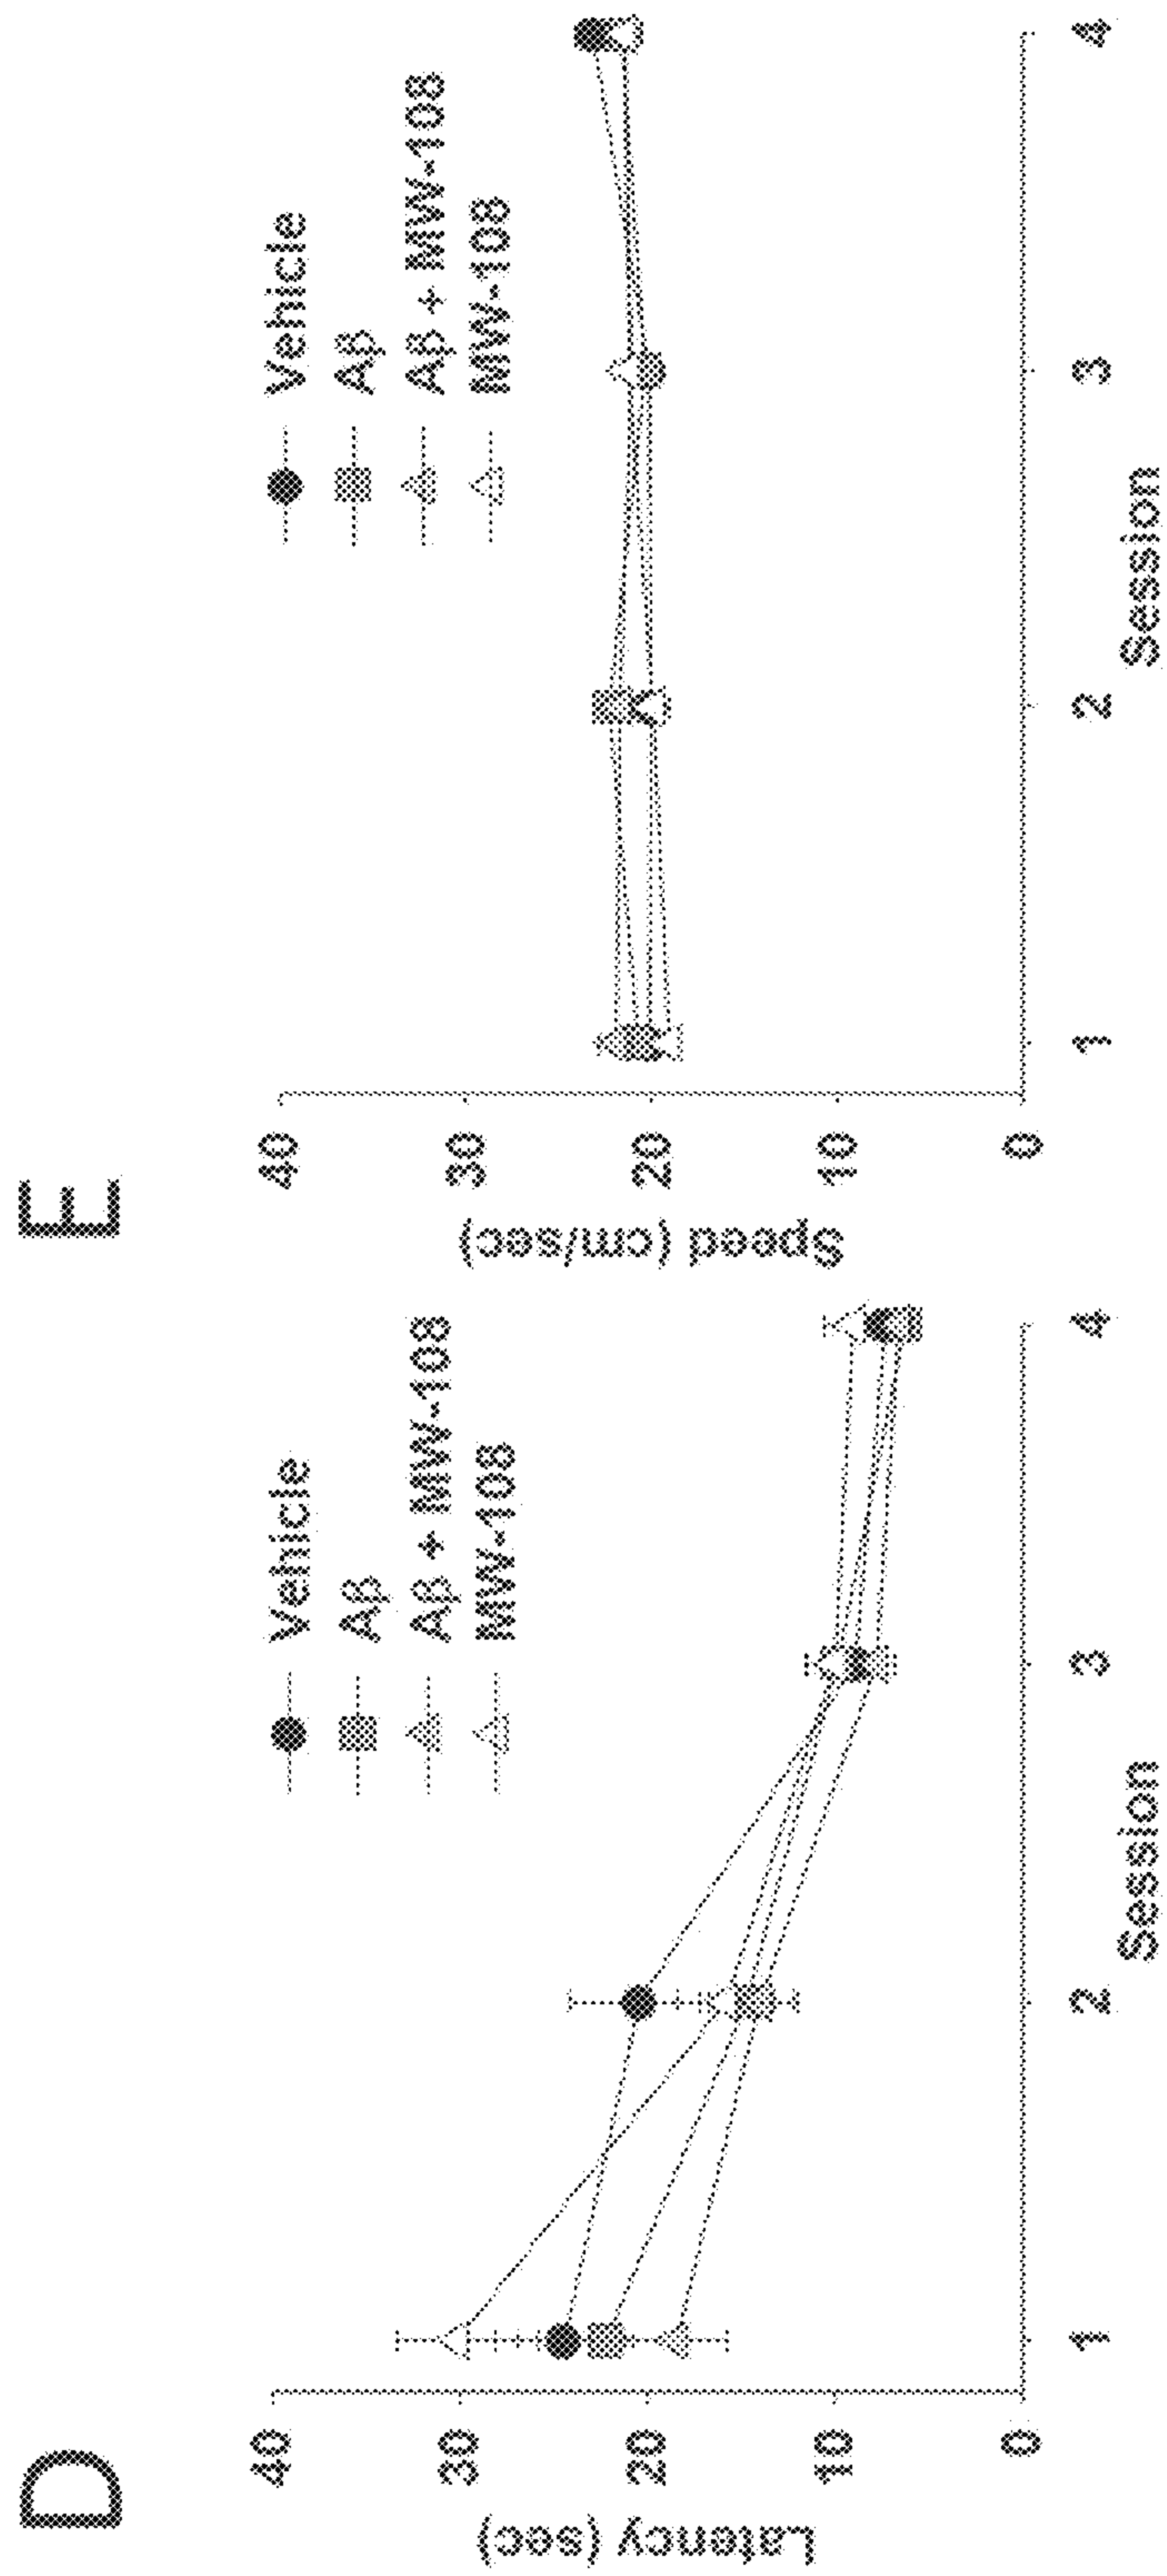 D
Latency (sec)
40
30
20
10
0
1
2
3
4
Session
Vehicle
Aβ
Aβ + MW-108
MW-108
E
Speed (cm/sec)
40
30
20
10
0
1
2
3
4
Session
Vehicle
Aβ
Aβ + MW-108
MW-108